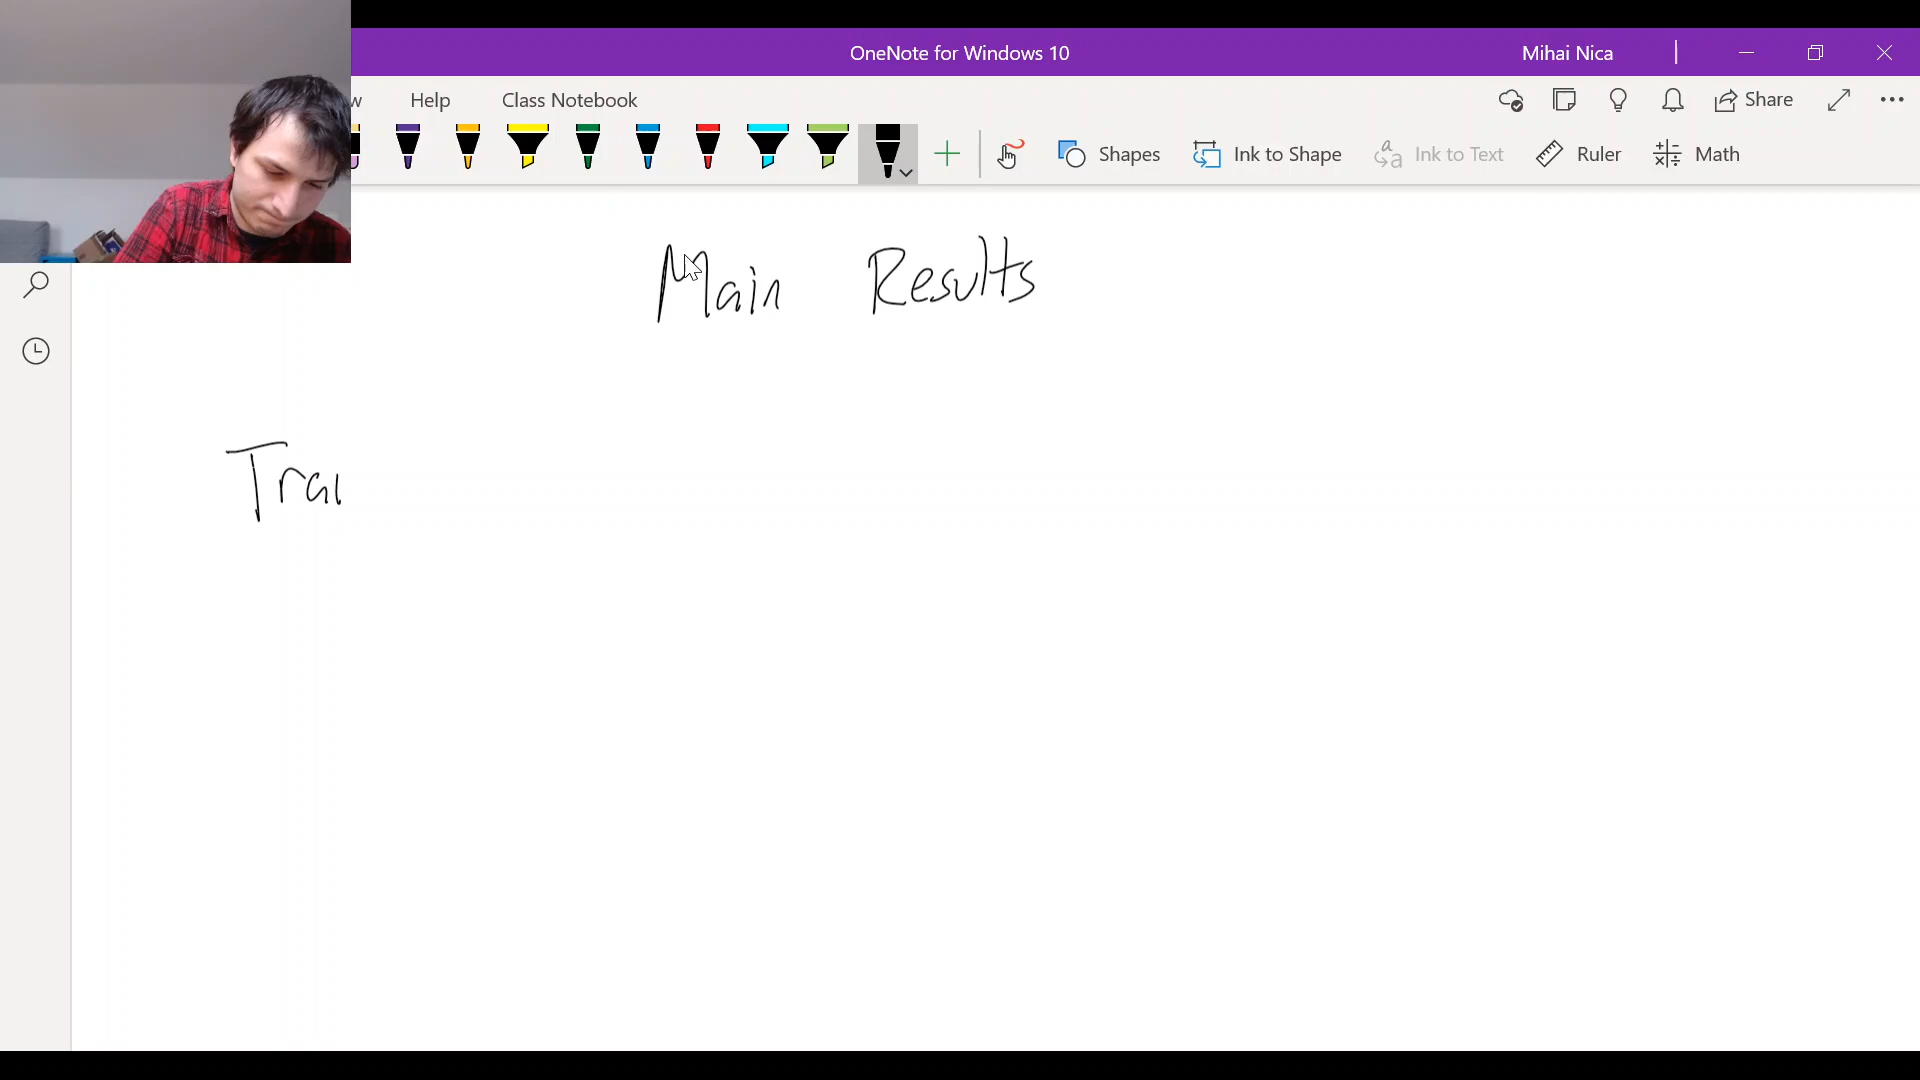 OneNote for Windows 10 Mihai Nica
w Help Class Notebook Share
Shapes Ink to Shape Ink to Text Ruler Math
Main Results
Trai